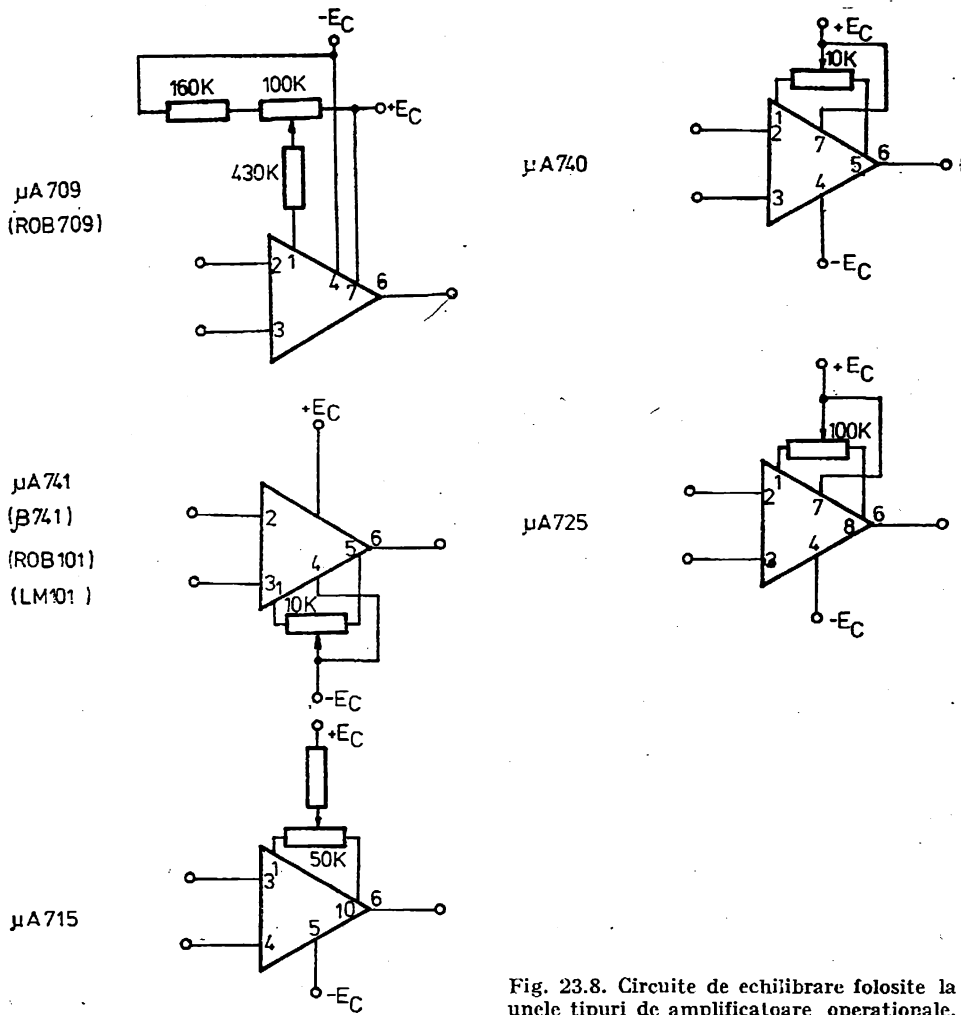 -EC
160K
100K
+EC
430K
µA709
(ROB709)
1
2
4
7
6
3
+EC
10K
µA740
1
2
7
5
6
4
3
-EC
+EC
µA741
(β741)
(ROB101)
(LM101)
2
6
5
4
3
1
10K
-EC
+EC
100K
µA725
1
2
7
8
6
4
3
-EC
+EC
50K
µA715
1
3
10
6
5
4
-EC
Fig. 23.8. Circuite de echilibrare folosite la
unele tipuri de amplificatoare operaționale.